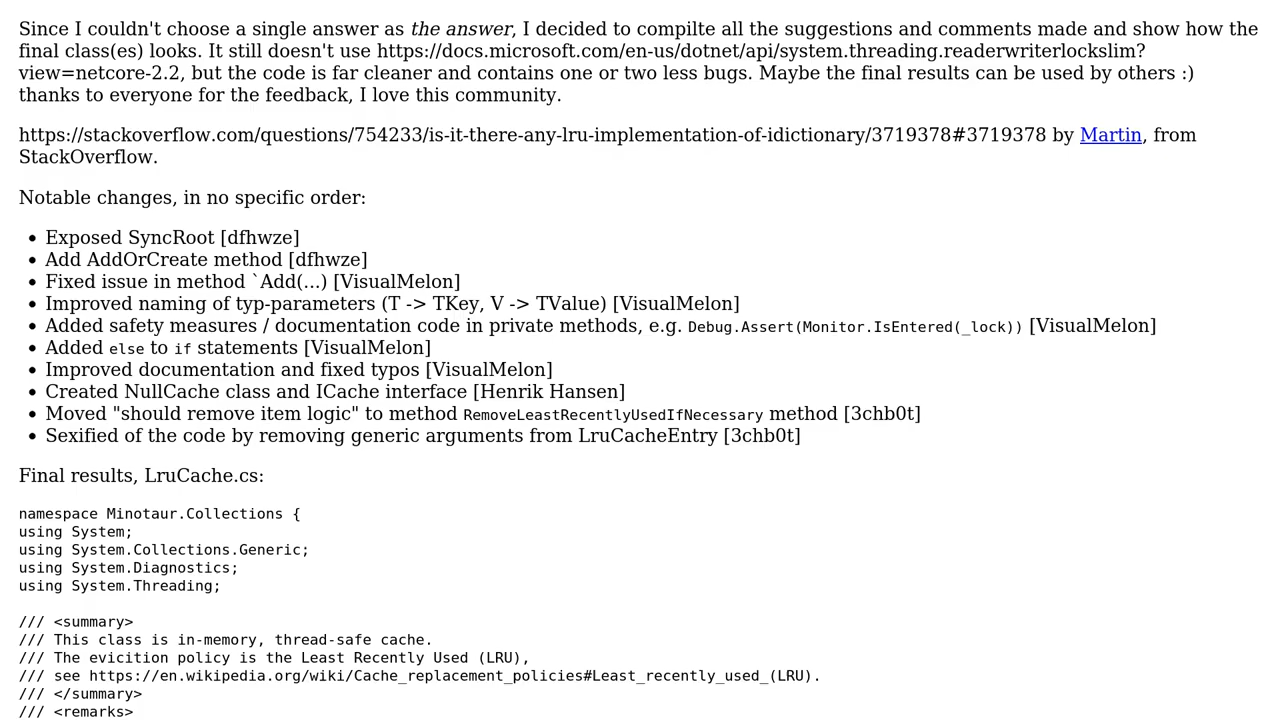 Since I couldn't choose a single answer as the answer, I decided to compilte all the suggestions and comments made and show how the
final class(es) looks. It still doesn't use https://docs.microsoft.com/en-us/dotnet/api/system.threading.readerwriterlockslim?
view=netcore-2.2, but the code is far cleaner and contains one or two less bugs. Maybe the final results can be used by others :)
thanks to everyone for the feedback, I love this community.
https://stackoverflow.com/questions/754233/is-it-there-any-lru-implementation-of-idictionary/3719378#3719378 by Martin, from
StackOverflow.
Notable changes, in no specific order:
• Exposed SyncRoot [dfhwze]
• Add AddOrCreate method [dfhwze]
• Fixed issue in method `Add(...) [VisualMelon]
• Improved naming of typ-parameters (T -> TKey, V -> TValue) [VisualMelon]
• Added safety measures / documentation code in private methods, e.g. Debug.Assert(Monitor.IsEntered(_lock)) [VisualMelon]
• Added else to if statements [VisualMelon]
• Improved documentation and fixed typos [VisualMelon]
• Created NullCache class and ICache interface [Henrik Hansen]
• Moved "should remove item logic" to method RemoveLeastRecentlyUsedIfNecessary method [3chb0t]
• Sexified of the code by removing generic arguments from LruCacheEntry [3chb0t]
Final results, LruCache.cs:
namespace Minotaur.Collections {
using System;
using System.Collections.Generic;
using System.Diagnostics;
using System.Threading;
/// <summary>
/// This class is in-memory, thread-safe cache.
/// The evicition policy is the Least Recently Used (LRU),
/// see https://en.wikipedia.org/wiki/Cache_replacement_policies#Least_recently_used_(LRU).
/// </summary>
/// <remarks>